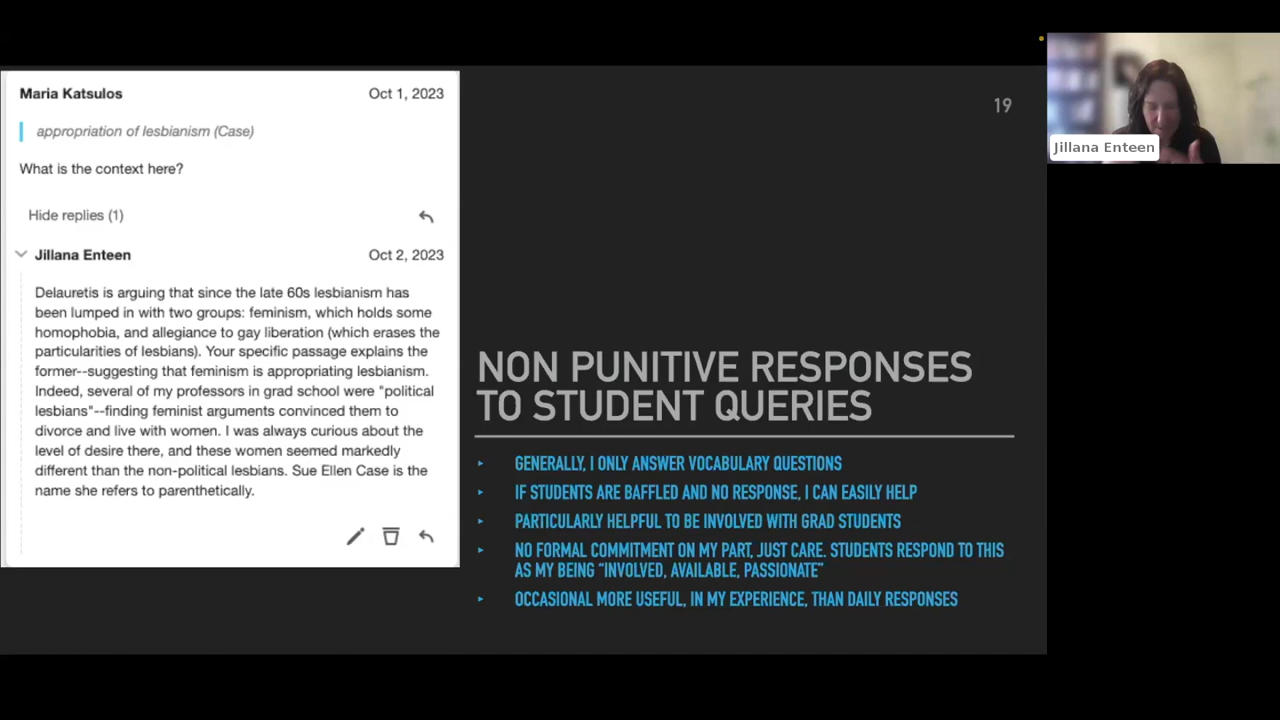 Maria Katsulos
Oct 1, 2023
appropriation of lesbianism (Case)
What is the context here?
Hide replies (1)
Jillana Enteen
Oct 2, 2023
Delauretis is arguing that since the late 60s lesbianism has
been lumped in with two groups: feminism, which holds some
homophobia, and allegiance to gay liberation (which erases the
particularities of lesbians). Your specific passage explains the
former--suggesting that feminism is appropriating lesbianism.
Indeed, several of my professors in grad school were "political
lesbians"--finding feminist arguments convinced them to
divorce and live with women. I was always curious about the
level of desire there, and these women seemed markedly
different than the non-political lesbians. Sue Ellen Case is the
name she refers to parenthetically.
19
NON PUNITIVE RESPONSES
TO STUDENT QUERIES
GENERALLY, I ONLY ANSWER VOCABULARY QUESTIONS
IF STUDENTS ARE BAFFLED AND NO RESPONSE, I CAN EASILY HELP
PARTICULARLY HELPFUL TO BE INVOLVED WITH GRAD STUDENTS
NO FORMAL COMMITMENT ON MY PART, JUST CARE. STUDENTS RESPOND TO THIS
AS MY BEING “INVOLVED, AVAILABLE, PASSIONATE”
OCCASIONAL MORE USEFUL, IN MY EXPERIENCE, THAN DAILY RESPONSES
Jillana Enteen